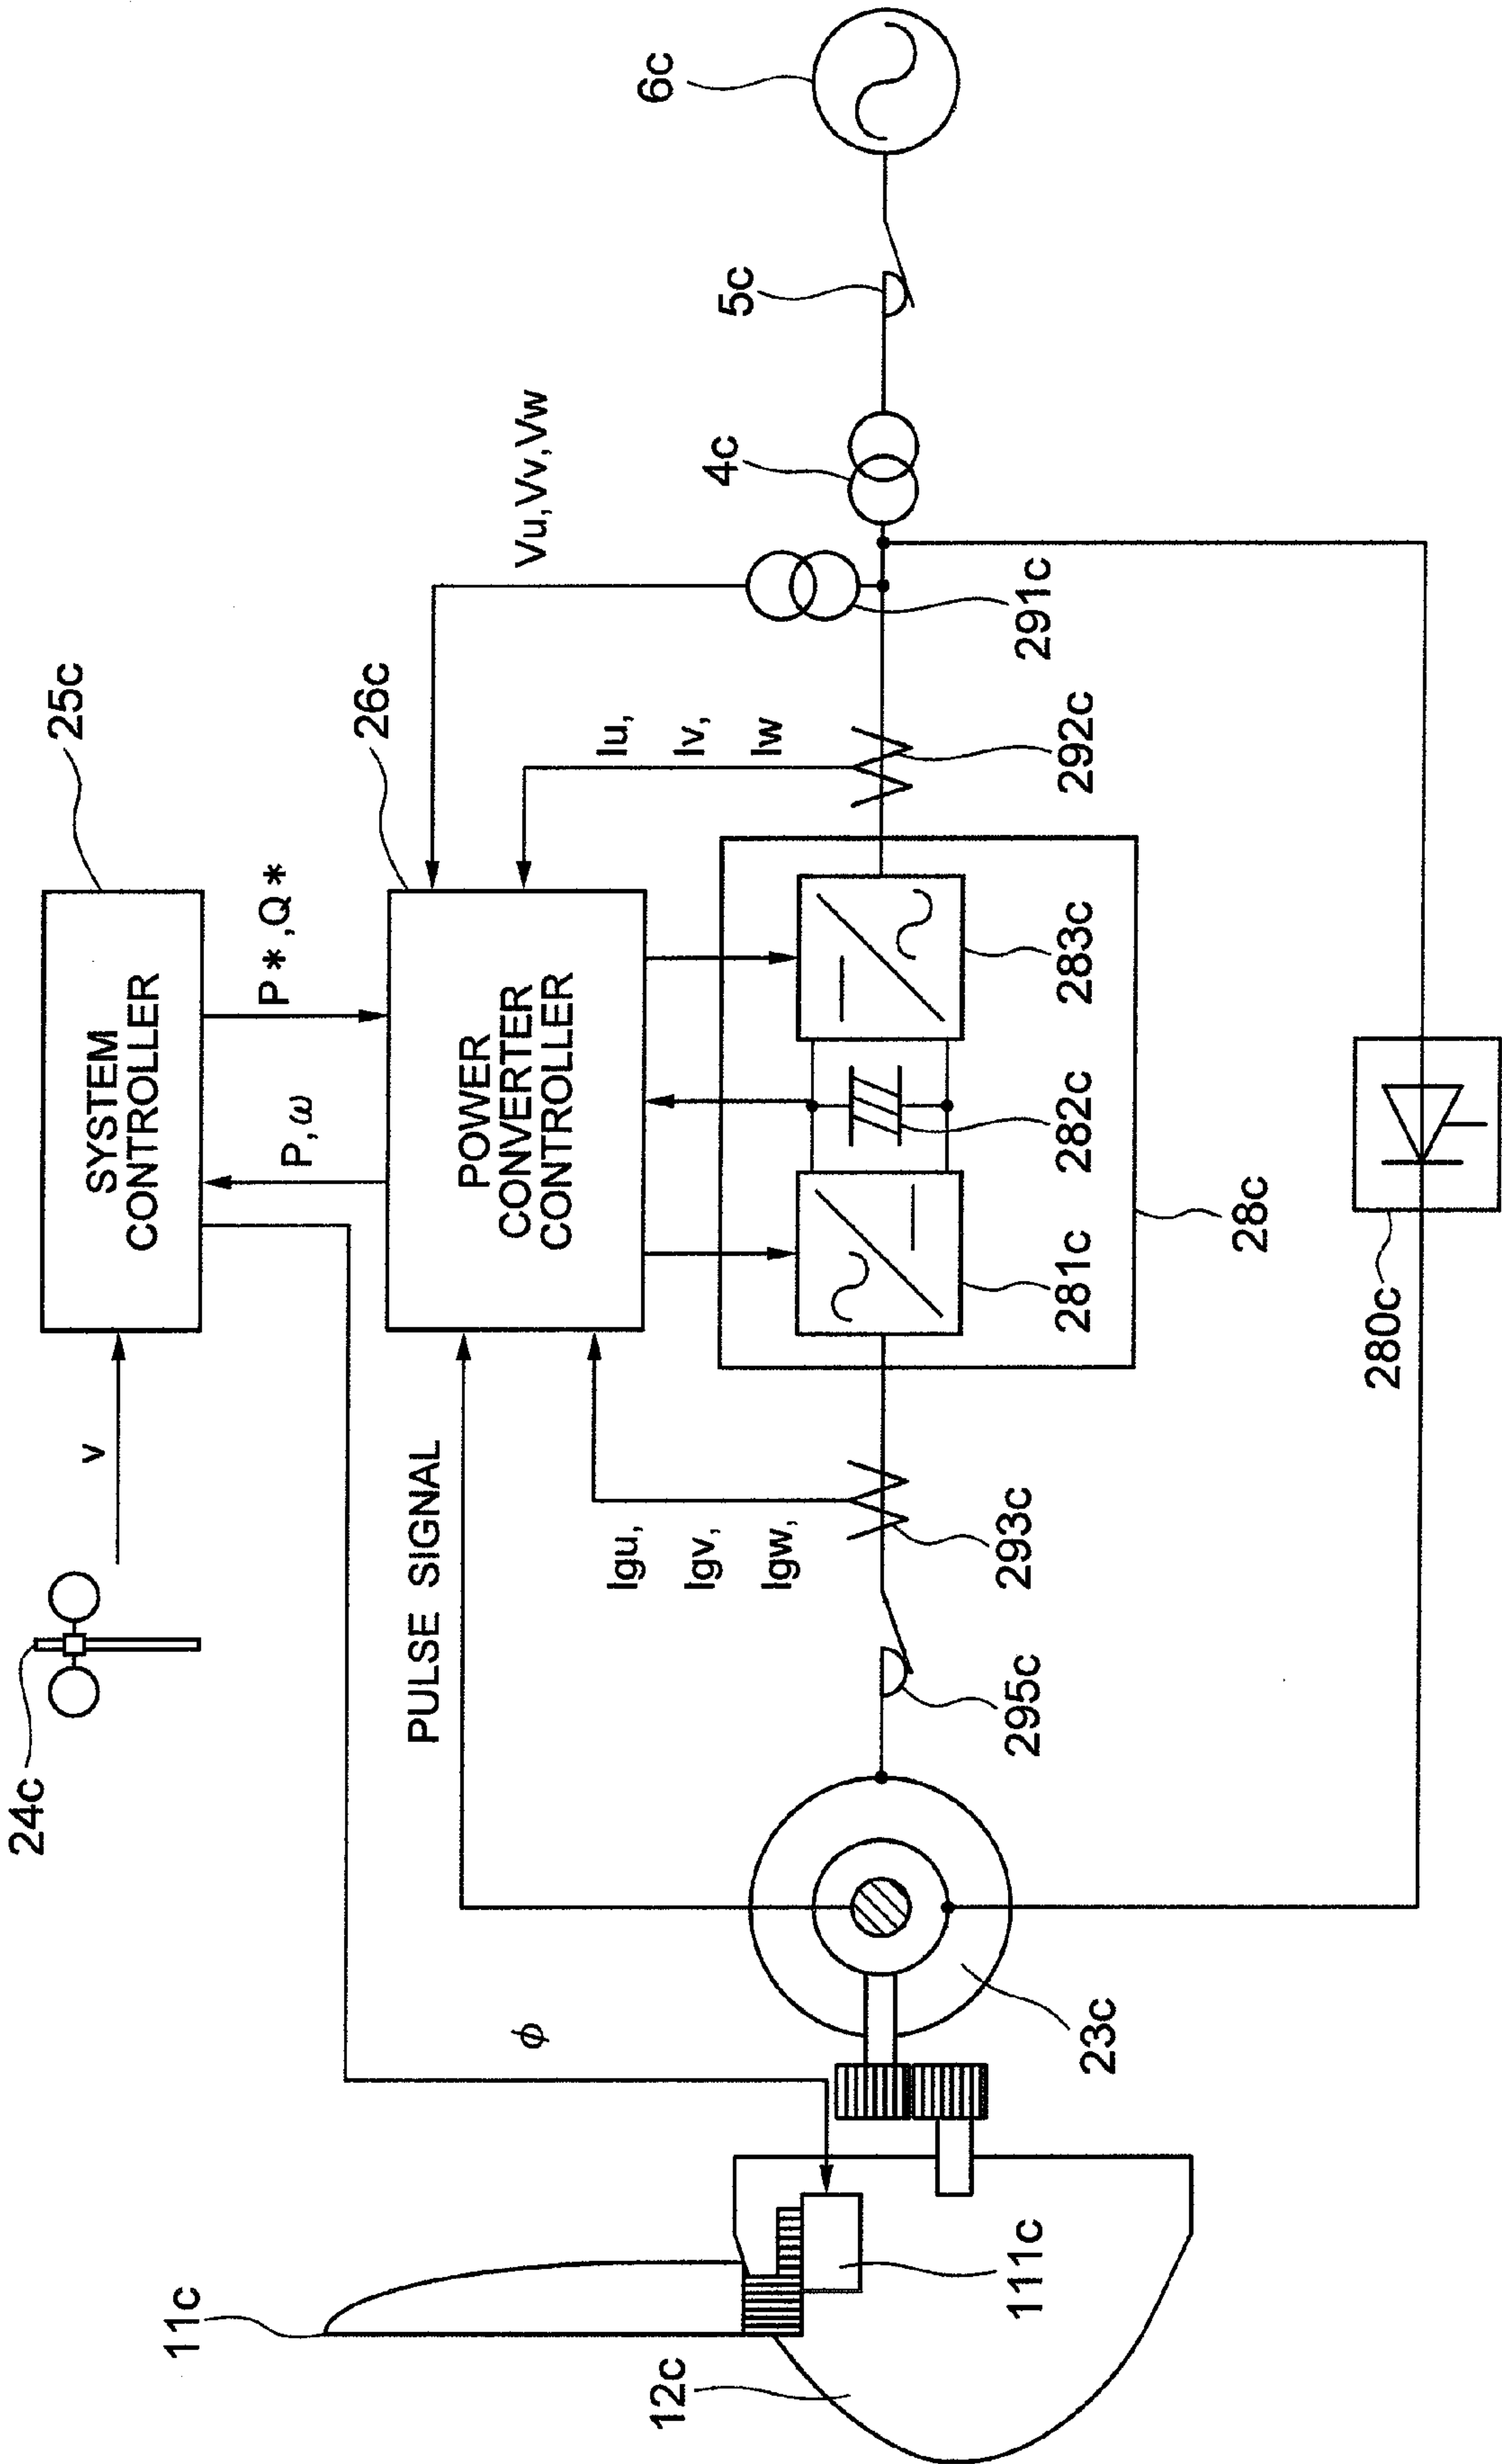 24c
v
SYSTEM
CONTROLLER
25c
φ
P,ω
P*,Q*
PULSE SIGNAL
POWER
CONVERTER
CONTROLLER
26c
Vu,Vv,Vw
Igu,
Igv,
Igw,
Iu,
Iv,
Iw
11c
12c
111c
23c
295c
293c
281c
282c
283c
28c
292c
291c
4c
5c
6c
280c